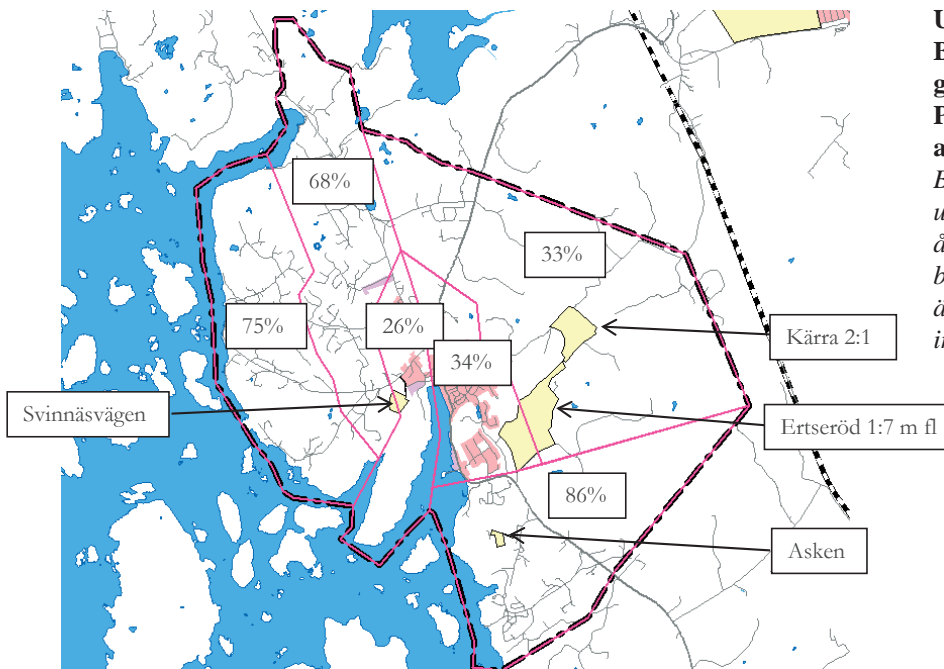 68%
33%
75%
26%
34%
Kärra 2:1
Svinnäsvägen
Ertseröd 1:7 m fl
86%
Asken